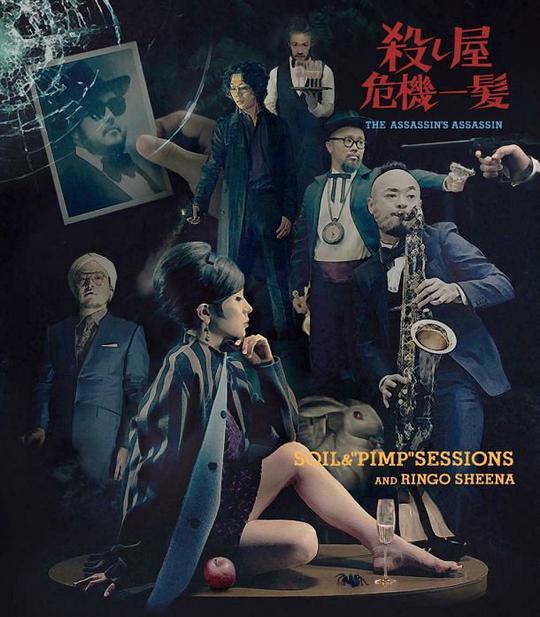 殺し屋
危機一髪
THE ASSASSIN'S ASSASSIN
SOIL&"PIMP"SESSIONS
AND RINGO SHEENA